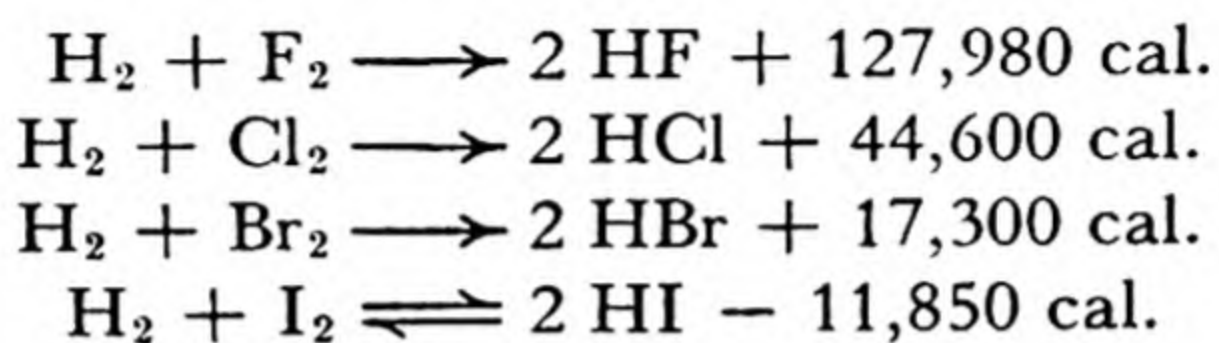 H₂ + F₂ ⟶ 2 HF + 127,980 cal.
H₂ + Cl₂ ⟶ 2 HCl + 44,600 cal.
H₂ + Br₂ ⟶ 2 HBr + 17,300 cal.
H₂ + I₂ ⇌ 2 HI − 11,850 cal.